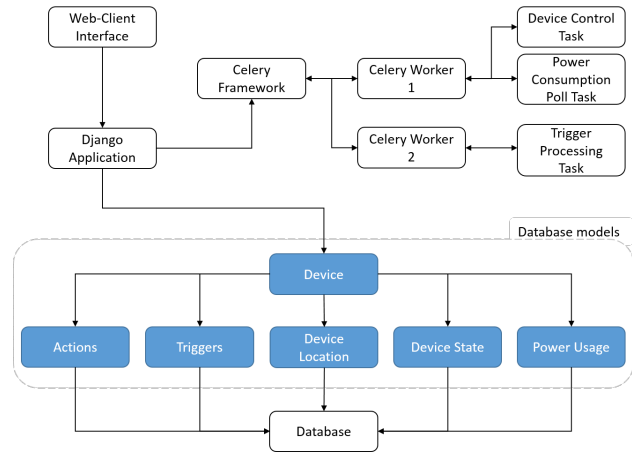 Web-Client
Interface
Device Control
Task
Celery
Framework
Celery Worker
1
Power
Consumption
Poll Task
Django
Application
Celery Worker
2
Trigger
Processing
Task
Database models
Device
Actions
Triggers
Device
Location
Device State
Power Usage
Database